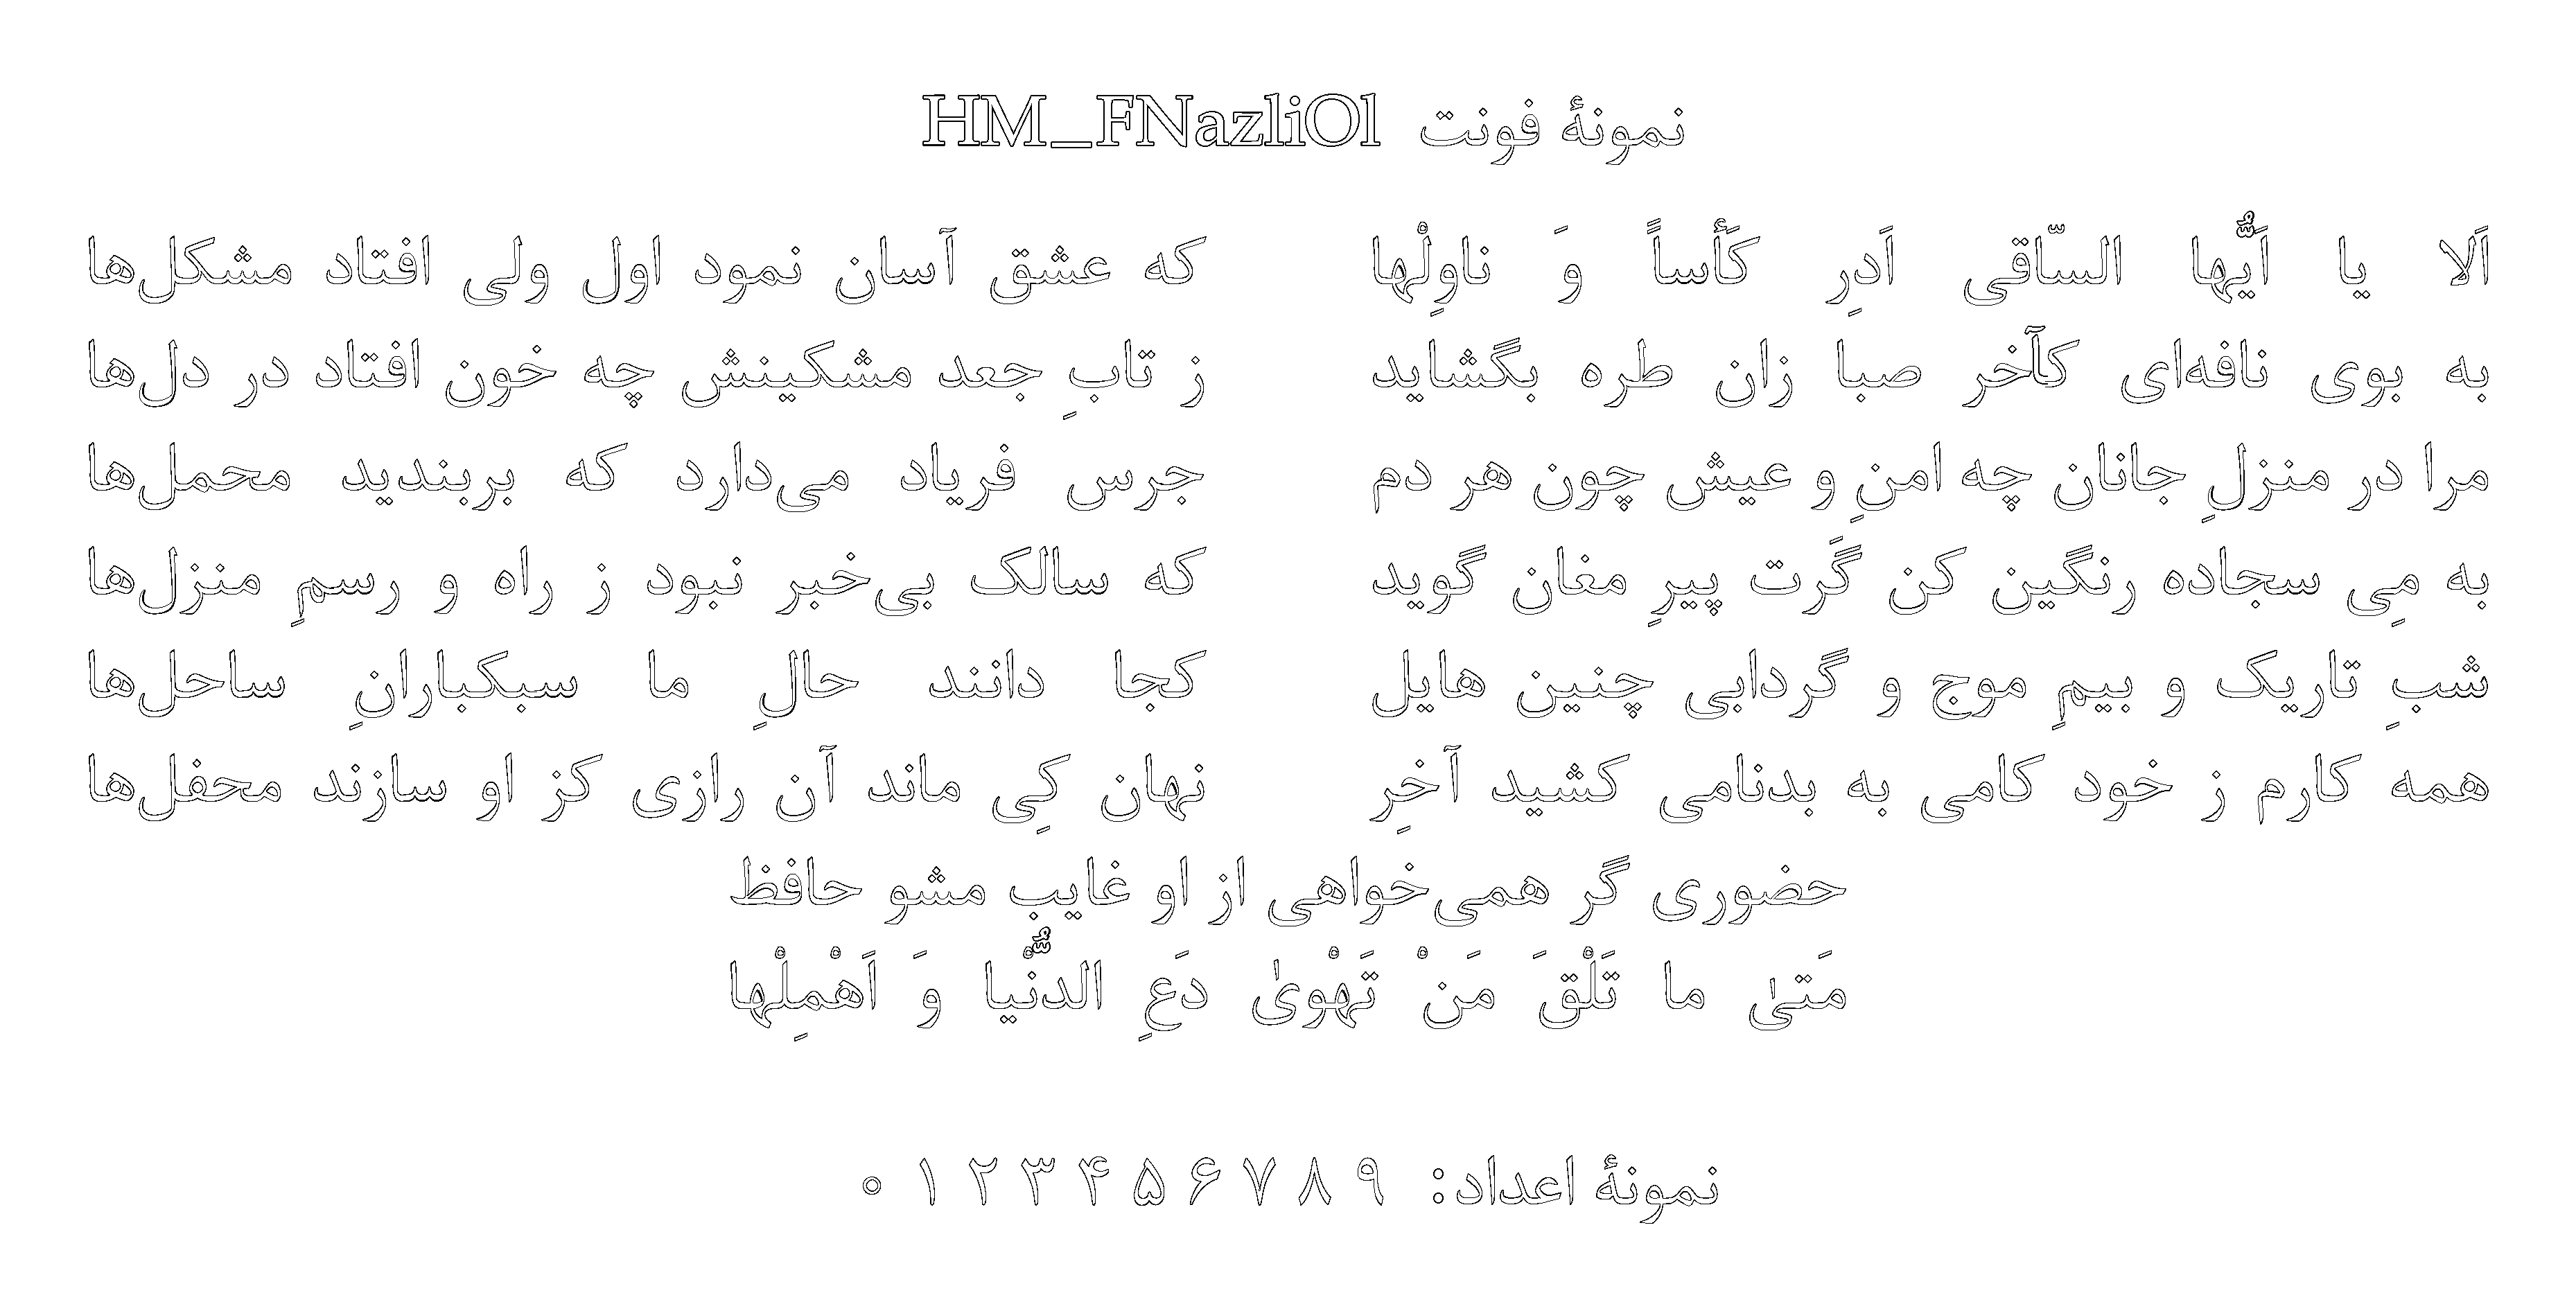 نمونهٔ فونت HM_FNazliOl
اَلا یا اَیُّها السّاقی اَدِر کَأساً وَ ناوِلْها که عشق آسان نمود اول ولی افتاد مشکل‌ها
به بوی نافه‌ای کآخر صبا زان طره بگشاید ز تابِ جعد مشکینش چه خون افتاد در دل‌ها
مرا در منزلِ جانان چه امنِ و عیش چون هر دم جرس فریاد می‌دارد که بربندید محمل‌ها
به مِی سجاده رنگین کن گَرت پیرِ مغان گوید که سالک بی‌خبر نبود ز راه و رسمِ منزل‌ها
شبِ تاریک و بیمِ موج و گردابی چنین هایل کجا دانند حالِ ما سبکبارانِ ساحل‌ها
همه کارم ز خود کامی به بدنامی کشید آخِر نهان کِی ماند آن رازی کز او سازند محفل‌ها
حضوری گر همی‌خواهی از او غایب مشو حافظ
مَتیٰ ما تَلْقَ مَنْ تَهْویٰ دَعِ الدُّنْیا وَ اَهْمِلْها
نمونهٔ اعداد: ۹ ۸ ۷ ۶ ۵ ۴ ۳ ۲ ۱ ۰